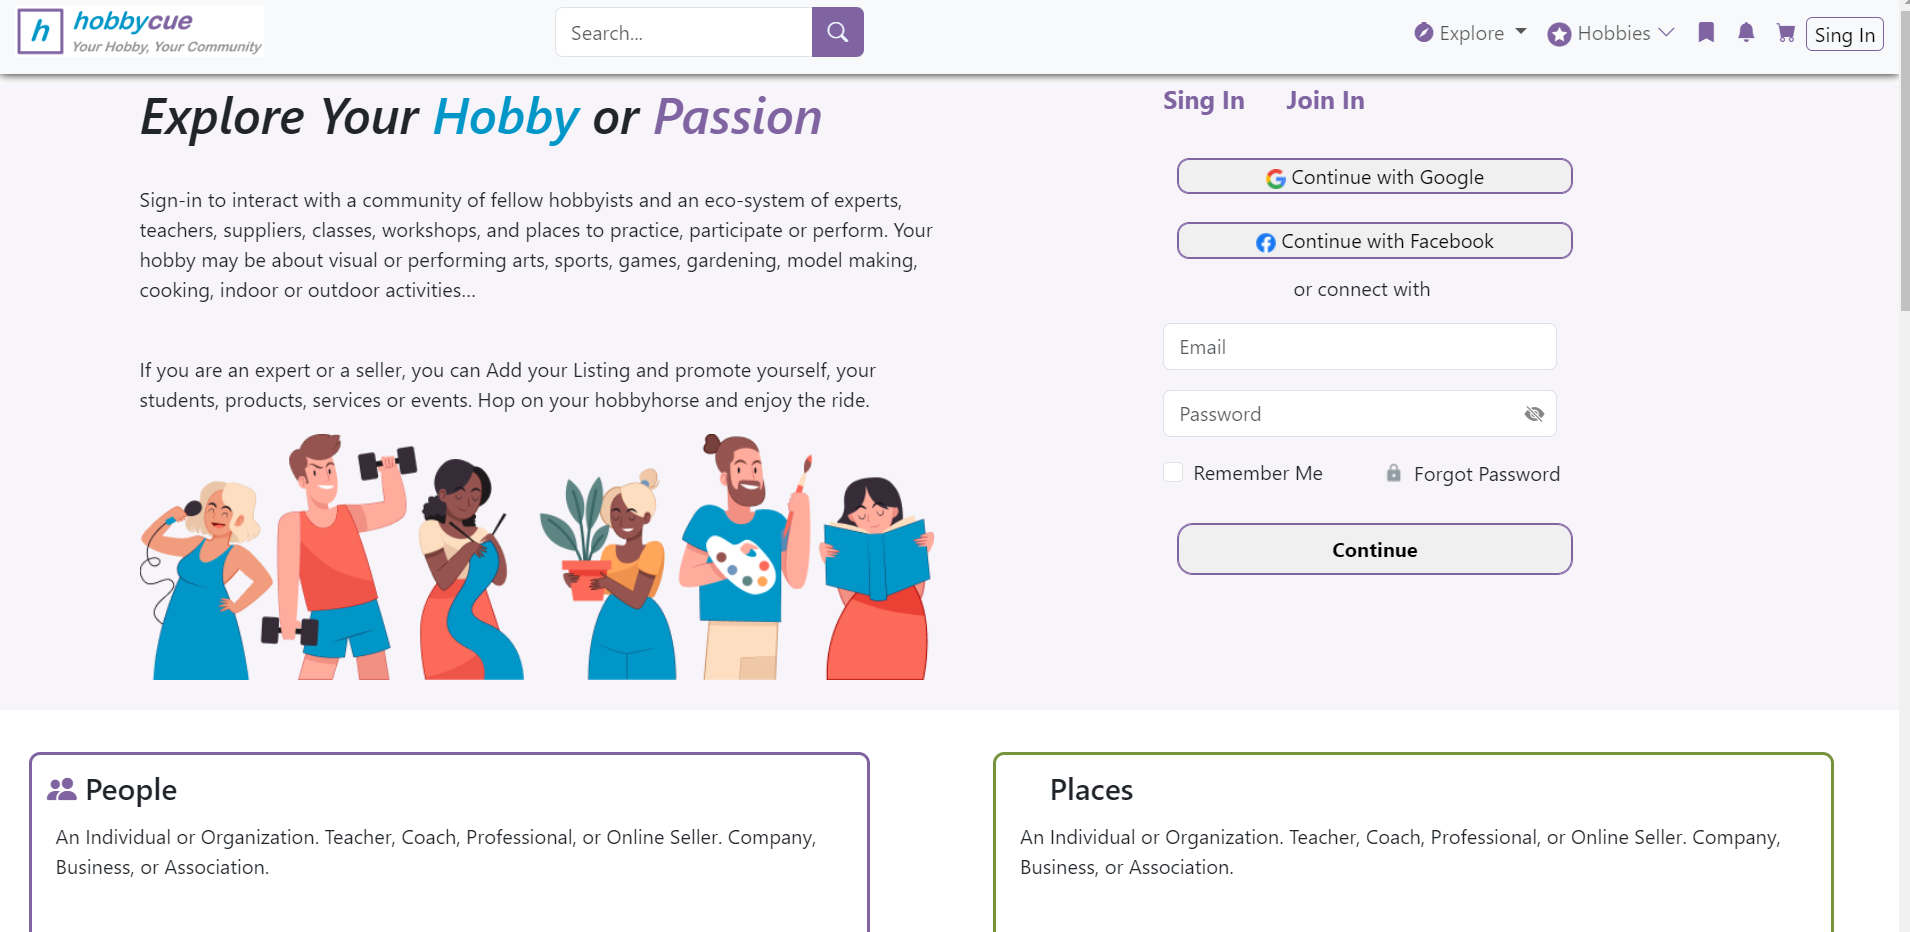 h hobbycue
Your Hobby, Your Community
Search...
Explore
Hobbies
Sing In
Explore Your Hobby or Passion
Sign-in to interact with a community of fellow hobbyists and an eco-system of experts,
teachers, suppliers, classes, workshops, and places to practice, participate or perform. Your
hobby may be about visual or performing arts, sports, games, gardening, model making,
cooking, indoor or outdoor activities...
If you are an expert or a seller, you can Add your Listing and promote yourself, your
students, products, services or events. Hop on your hobbyhorse and enjoy the ride.
Sing In Join In
Continue with Google
Continue with Facebook
or connect with
Email
Password
Remember Me
Forgot Password
Continue
People
An Individual or Organization. Teacher, Coach, Professional, or Online Seller. Company,
Business, or Association.
Places
An Individual or Organization. Teacher, Coach, Professional, or Online Seller. Company,
Business, or Association.